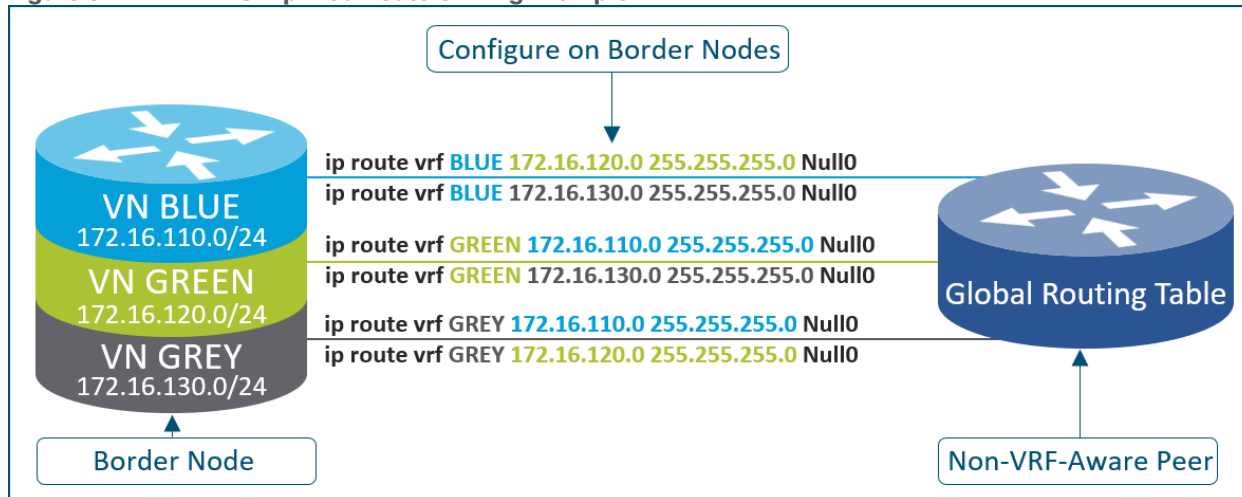 Configure on Border Nodes
VN BLUE
172.16.110.0/24
VN GREEN
172.16.120.0/24
VN GREY
172.16.130.0/24
ip route vrf BLUE 172.16.120.0 255.255.255.0 Null0
ip route vrf BLUE 172.16.130.0 255.255.255.0 Null0
ip route vrf GREEN 172.16.110.0 255.255.255.0 Null0
ip route vrf GREEN 172.16.130.0 255.255.255.0 Null0
ip route vrf GREY 172.16.110.0 255.255.255.0 Null0
ip route vrf GREY 172.16.120.0 255.255.255.0 Null0
Global Routing Table
Border Node
Non-VRF-Aware Peer